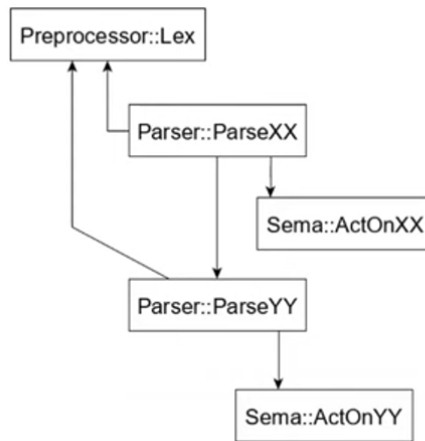 Preprocessor::Lex
Parser::ParseXX
Sema::ActOnXX
Parser::ParseYY
Sema::ActOnYY